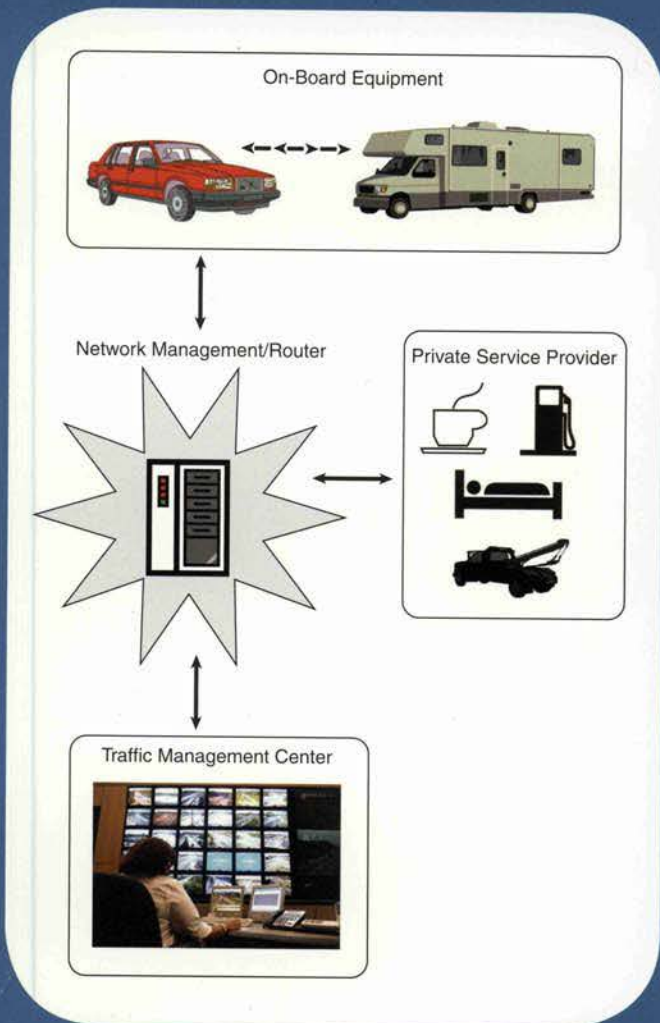 On-Board Equipment
Network Management/Router
Private Service Provider
Traffic Management Center